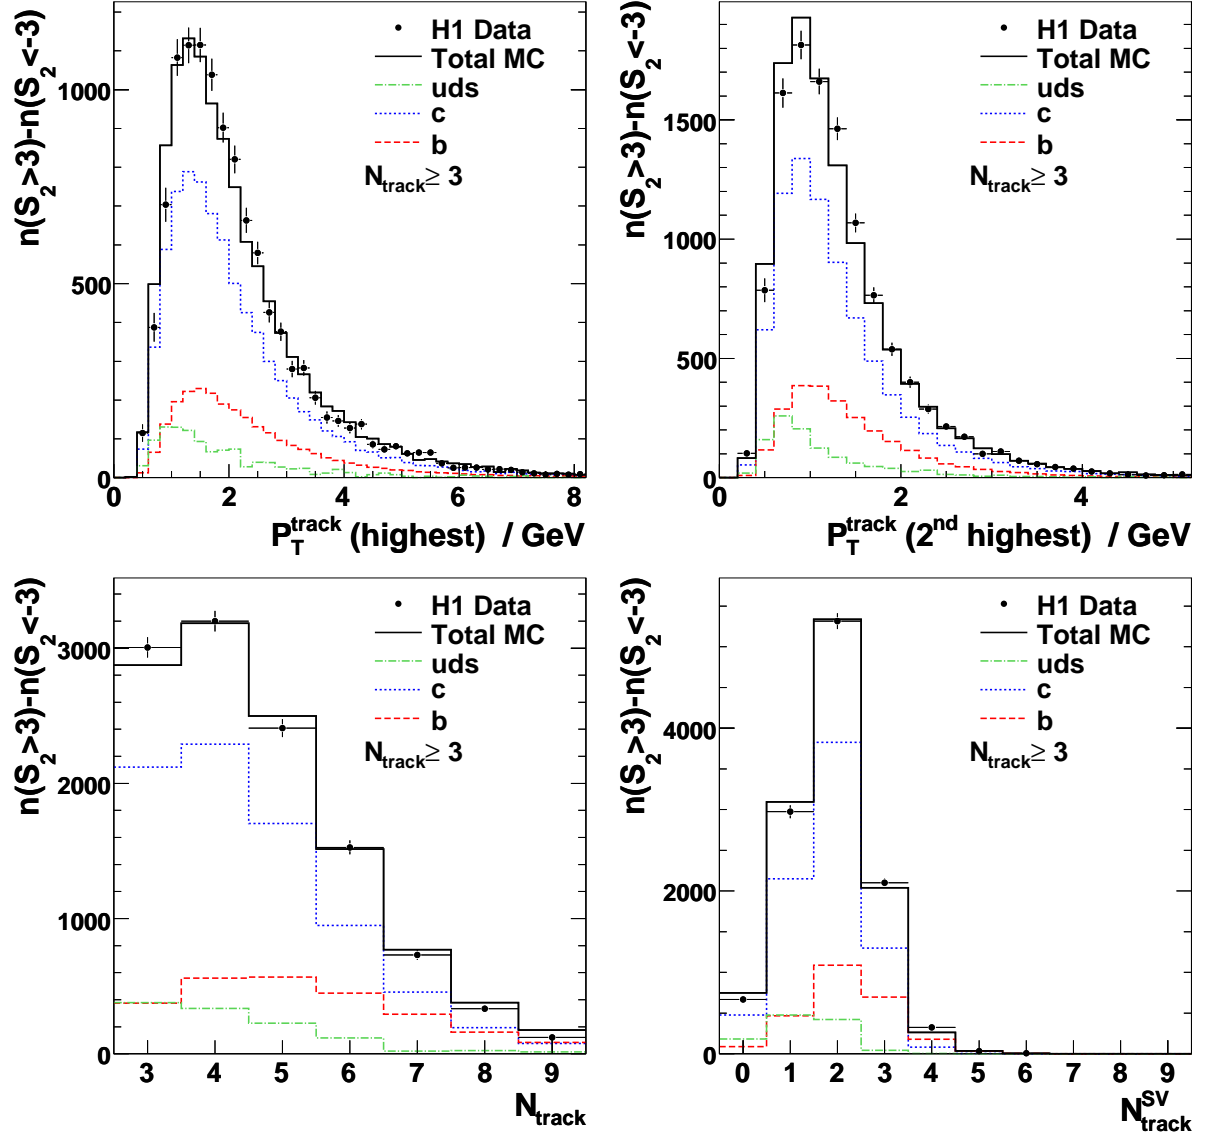 n(S_2>3)-n(S_2<-3)
1000
500
0
H1 Data
Total MC
uds
c
b
N_track ≥ 3
0 2 4 6 8
P_T^track (highest) / GeV
n(S_2>3)-n(S_2<-3)
1500
1000
500
0
H1 Data
Total MC
uds
c
b
N_track ≥ 3
0 2 4
P_T^track (2^nd highest) / GeV
n(S_2>3)-n(S_2<-3)
3000
2000
1000
0
H1 Data
Total MC
uds
c
b
N_track ≥ 3
3 4 5 6 7 8 9
N_track
n(S_2>3)-n(S_2<-3)
4000
2000
0
H1 Data
Total MC
uds
c
b
N_track ≥ 3
0 1 2 3 4 5 6 7 8 9
N_track^SV